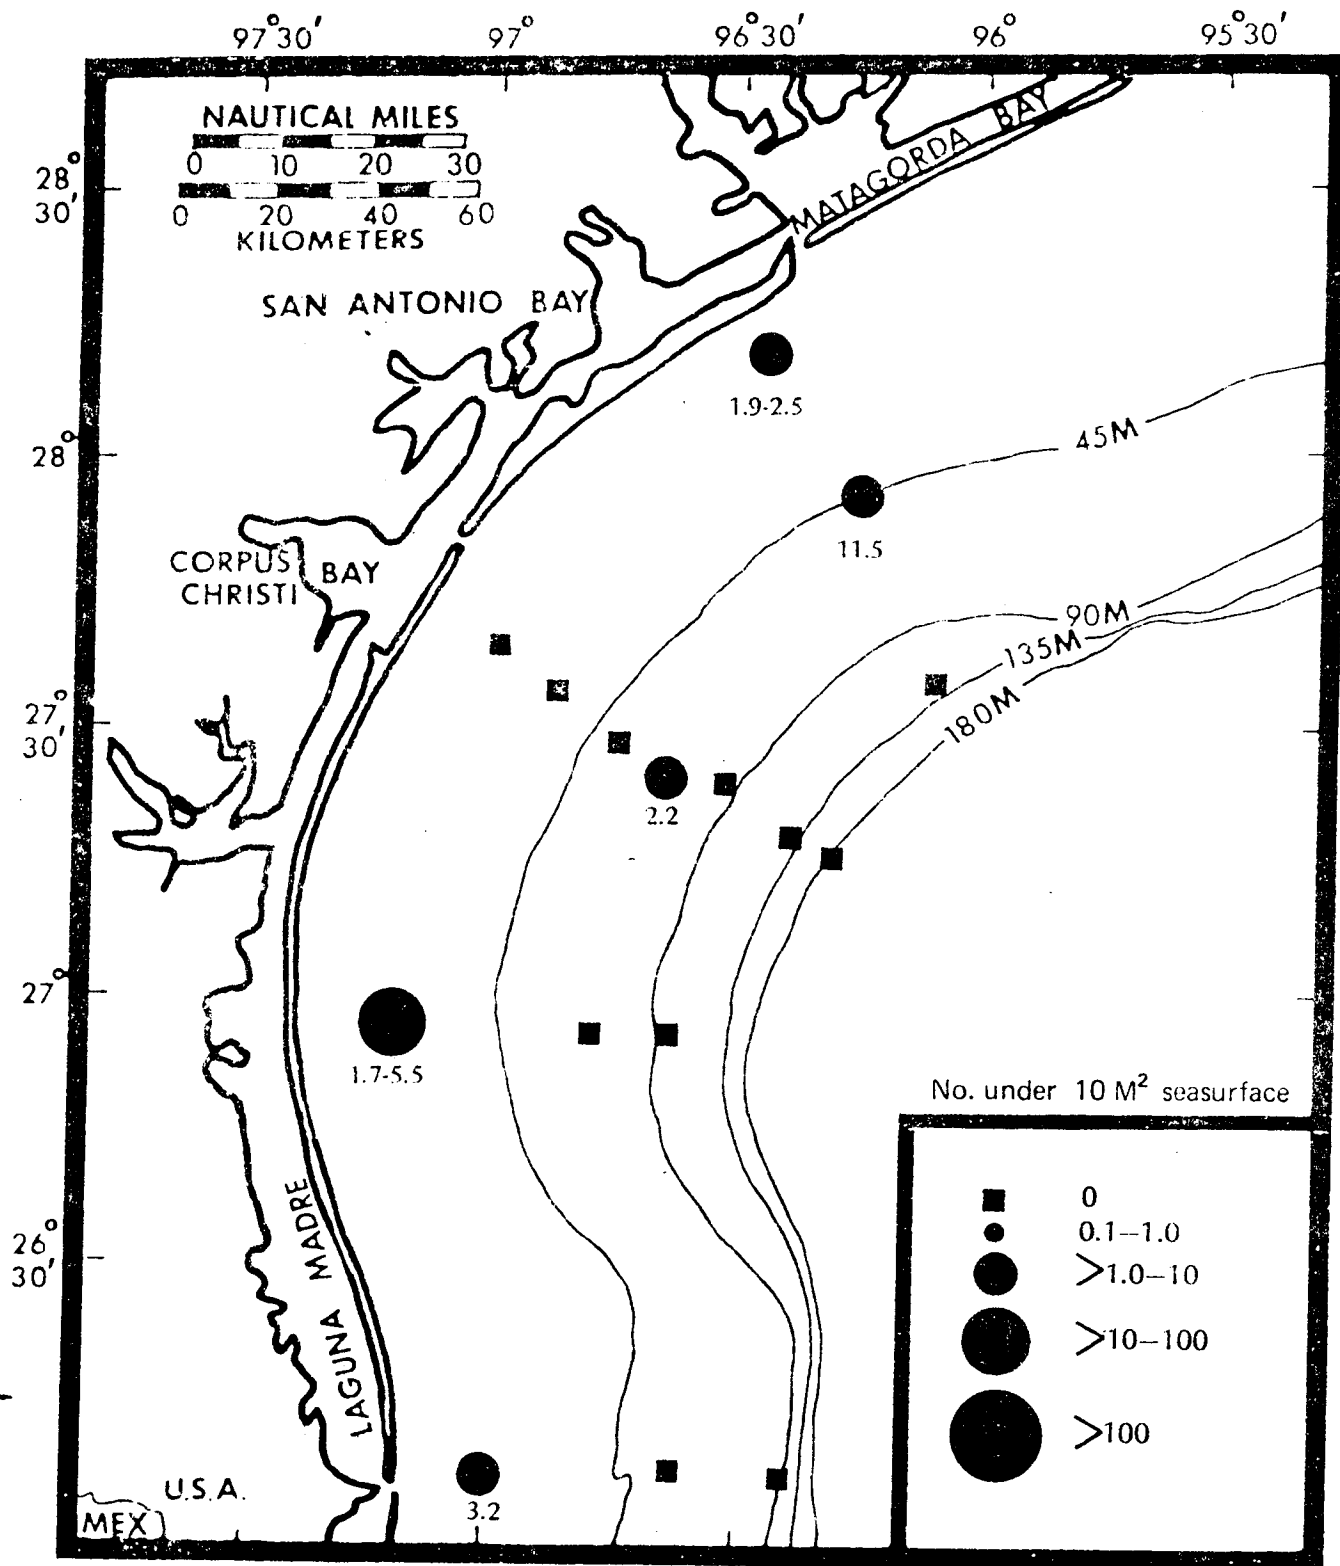 97°30′ 97° 96°30′ 96° 95°30′
NAUTICAL MILES
0 10 20 30
0 20 40 60
KILOMETERS
28°
30′
MATAGORDA BAY
SAN ANTONIO BAY
1.9-2.5
28°
45M
11.5
CORPUS
CHRISTI BAY
90M
135M
180M
27°
30′
2.2
27°
1.7-5.5
No. under 10 M² seasurface
0
0.1—1.0
>1.0—10
>10—100
>100
26°
30′
LAGUNA MADRE
U.S.A.
MEX
3.2